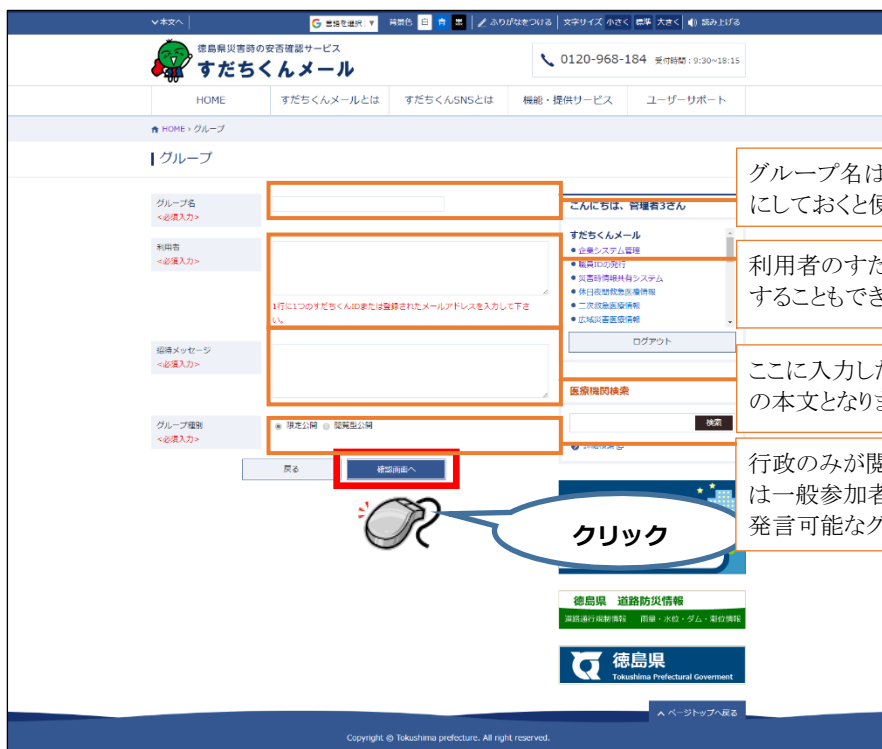 本文へ
言語を選択 ▼
背景色 白 青 黒
ふりがなをつける
文字サイズ 小さく 標準 大きく
読み上げる
徳島県災害時の安否確認サービス
すだちくんメール
0120-968-184 受付時間：9:30~18:15
HOME
すだちくんメールとは
すだちくんSNSとは
機能・提供サービス
ユーザーサポート
HOME › グループ
グループ
グループ名
<必須入力>
利用者
<必須入力>
1行に1つのすだちくんIDまたは登録されたメールアドレスを入力して下さ
い。
招待メッセージ
<必須入力>
グループ種別
<必須入力>
限定公開 閲覧型公開
戻る
確認画面へ
クリック
こんにちは、管理者3さん
すだちくんメール
企業システム管理
職員IDの発行
災害時情報共有システム
休日夜間救急医療情報
二次救急医療情報
広域災害医療情報
ログアウト
医療機関検索
検索
グループ名は
にしておくと便
利用者のすだ
することもでき
ここに入力した
の本文となりま
行政のみが閲
は一般参加者
発言可能なグ
徳島県 道路防災情報
道路通行規制情報 雨量・水位・ダム・潮位情報
徳島県
Tokushima Prefectural Goverment
ページトップへ戻る
Copyright © Tokushima prefecture. All right reserved.